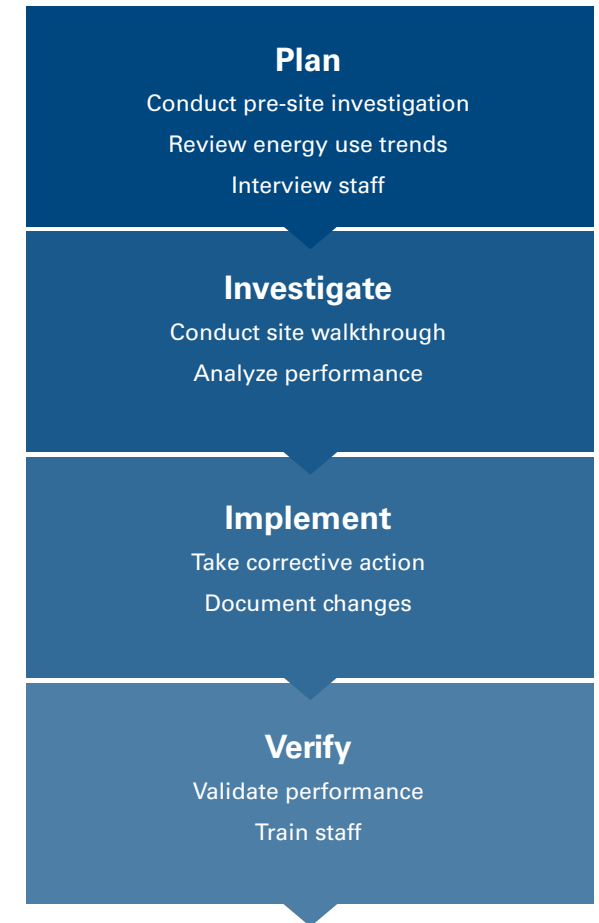 Plan
Conduct pre-site investigation
Review energy use trends
Interview staff
Investigate
Conduct site walkthrough
Analyze performance
Implement
Take corrective action
Document changes
Verify
Validate performance
Train staff